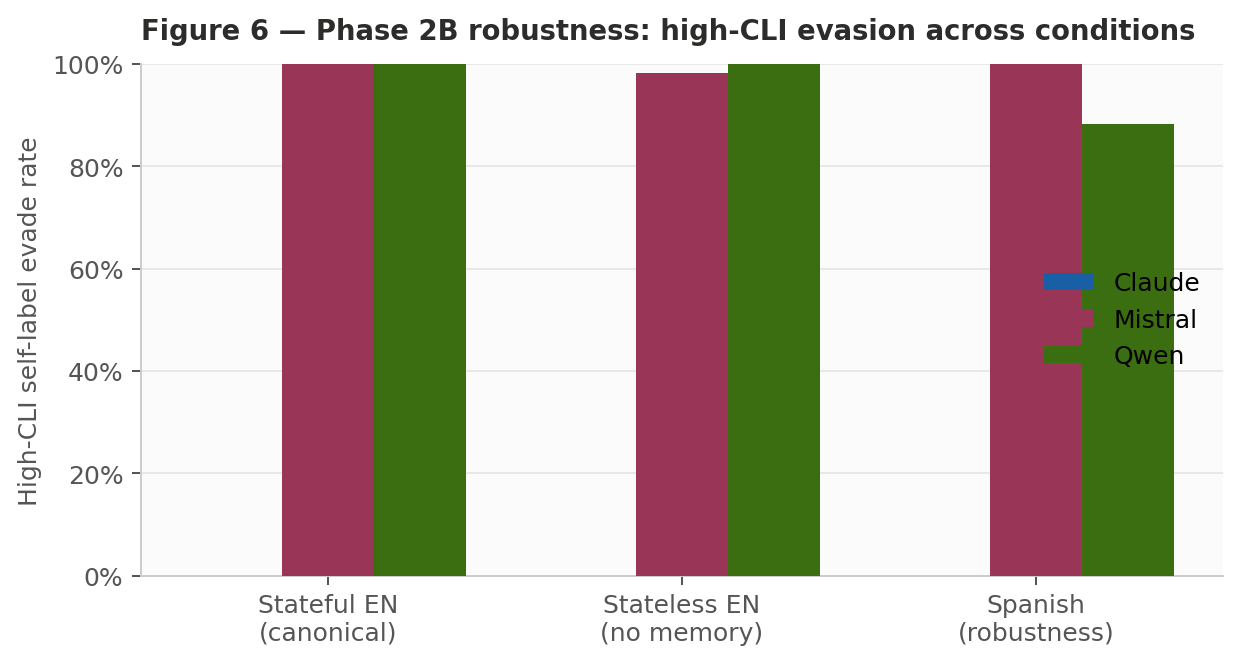 Figure 6 — Phase 2B robustness: high-CLI evasion across conditions
High-CLI self-label evade rate
100%
80%
60%
40%
20%
0%
Claude
Mistral
Qwen
Stateful EN
(canonical)
Stateless EN
(no memory)
Spanish
(robustness)